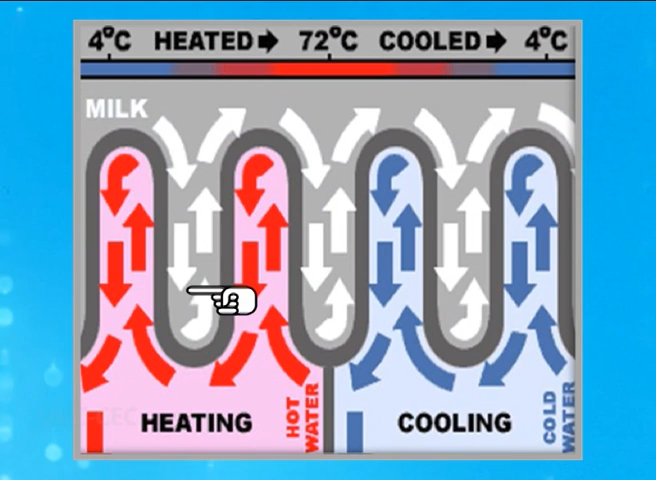 4°C HEATED 72°C COOLED 4°C
MILK
HEATING
HOT
WATER
COOLING
COLD
WATER